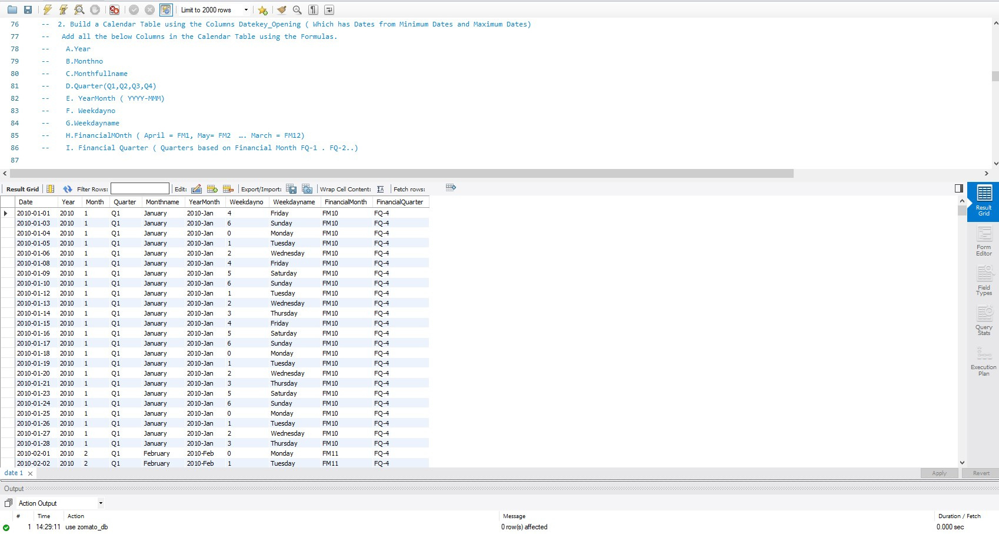 Limit to 2000 rows
76 -- 2. Build a Calendar Table using the Columns Datekey_Opening ( Which has Dates from Minimum Dates and Maximum Dates)
77 -- Add all the below Columns in the Calendar Table using the Formulas.
78 -- A.Year
79 -- B.Monthno
80 -- C.Monthfullname
81 -- D.Quarter(Q1,Q2,Q3,Q4)
82 -- E. YearMonth ( YYYY-MMM)
83 -- F. Weekdayno
84 -- G.Weekdayname
85 -- H.FinancialMOnth ( April = FM1, May= FM2 …. March = FM12)
86 -- I. Financial Quarter ( Quarters based on Financial Month FQ-1 . FQ-2..)
87
Result Grid Filter Rows: Edit: Export/Import: Wrap Cell Content: Fetch rows:
Date Year Month Quarter Monthname YearMonth Weekdayno Weekdayname FinancialMonth FinancialQuarter
2010-01-01 2010 1 Q1 January 2010-Jan 4 Friday FM10 FQ-4
2010-01-03 2010 1 Q1 January 2010-Jan 6 Sunday FM10 FQ-4
2010-01-04 2010 1 Q1 January 2010-Jan 0 Monday FM10 FQ-4
2010-01-05 2010 1 Q1 January 2010-Jan 1 Tuesday FM10 FQ-4
2010-01-06 2010 1 Q1 January 2010-Jan 2 Wednesday FM10 FQ-4
2010-01-08 2010 1 Q1 January 2010-Jan 4 Friday FM10 FQ-4
2010-01-09 2010 1 Q1 January 2010-Jan 5 Saturday FM10 FQ-4
2010-01-10 2010 1 Q1 January 2010-Jan 6 Sunday FM10 FQ-4
2010-01-12 2010 1 Q1 January 2010-Jan 1 Tuesday FM10 FQ-4
2010-01-13 2010 1 Q1 January 2010-Jan 2 Wednesday FM10 FQ-4
2010-01-14 2010 1 Q1 January 2010-Jan 3 Thursday FM10 FQ-4
2010-01-15 2010 1 Q1 January 2010-Jan 4 Friday FM10 FQ-4
2010-01-16 2010 1 Q1 January 2010-Jan 5 Saturday FM10 FQ-4
2010-01-17 2010 1 Q1 January 2010-Jan 6 Sunday FM10 FQ-4
2010-01-18 2010 1 Q1 January 2010-Jan 0 Monday FM10 FQ-4
2010-01-19 2010 1 Q1 January 2010-Jan 1 Tuesday FM10 FQ-4
2010-01-20 2010 1 Q1 January 2010-Jan 2 Wednesday FM10 FQ-4
2010-01-21 2010 1 Q1 January 2010-Jan 3 Thursday FM10 FQ-4
2010-01-23 2010 1 Q1 January 2010-Jan 5 Saturday FM10 FQ-4
2010-01-24 2010 1 Q1 January 2010-Jan 6 Sunday FM10 FQ-4
2010-01-25 2010 1 Q1 January 2010-Jan 0 Monday FM10 FQ-4
2010-01-26 2010 1 Q1 January 2010-Jan 1 Tuesday FM10 FQ-4
2010-01-27 2010 1 Q1 January 2010-Jan 2 Wednesday FM10 FQ-4
2010-01-28 2010 1 Q1 January 2010-Jan 3 Thursday FM10 FQ-4
2010-02-01 2010 2 Q1 February 2010-Feb 0 Monday FM11 FQ-4
2010-02-02 2010 2 Q1 February 2010-Feb 1 Tuesday FM11 FQ-4
Result
Grid
Form
Editor
Field
Types
Query
Stats
Execution
Plan
date 1
Apply Revert
Output
Action Output
# Time Action Message Duration / Fetch
1 14:29:11 use zomato_db 0 row(s) affected 0.000 sec